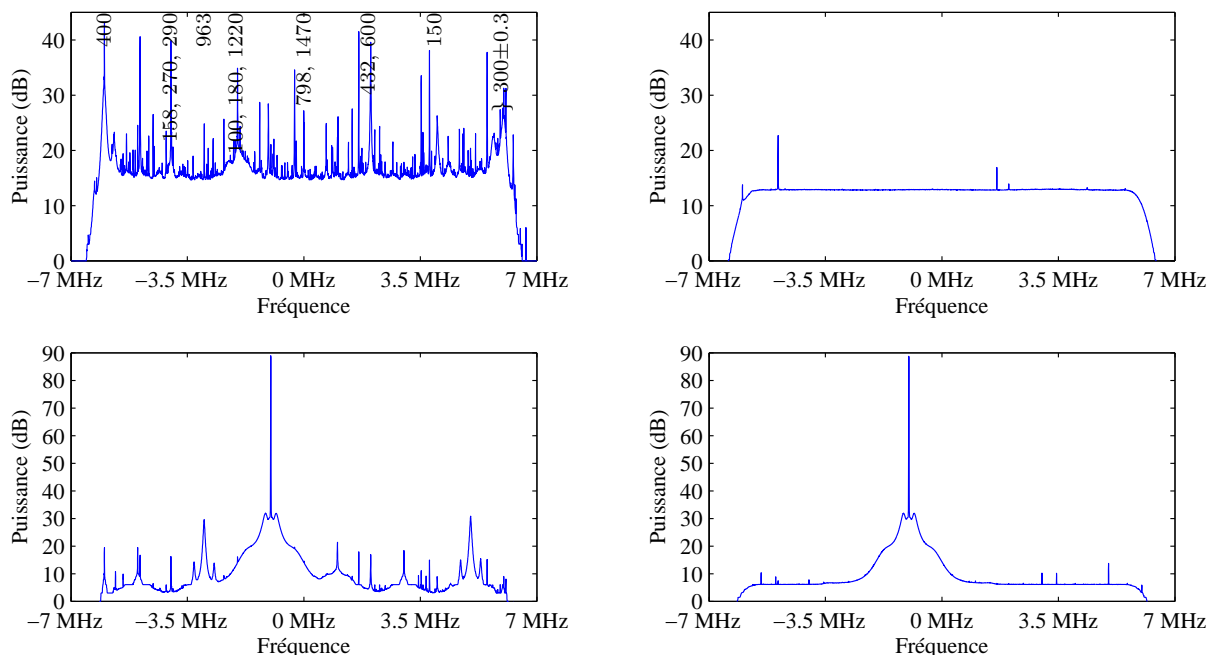 Puissance (dB)
40
30
20
10
0
400
158, 270, 290
963
100, 180, 1220
798, 1470
432, 600
150
} 300±0.3
−7 MHz
−3.5 MHz
0 MHz
3.5 MHz
7 MHz
Fréquence
Puissance (dB)
40
30
20
10
0
−7 MHz
−3.5 MHz
0 MHz
3.5 MHz
7 MHz
Fréquence
Puissance (dB)
90
80
70
60
50
40
30
20
10
0
−7 MHz
−3.5 MHz
0 MHz
3.5 MHz
7 MHz
Fréquence
Puissance (dB)
90
80
70
60
50
40
30
20
10
0
−7 MHz
−3.5 MHz
0 MHz
3.5 MHz
7 MHz
Fréquence